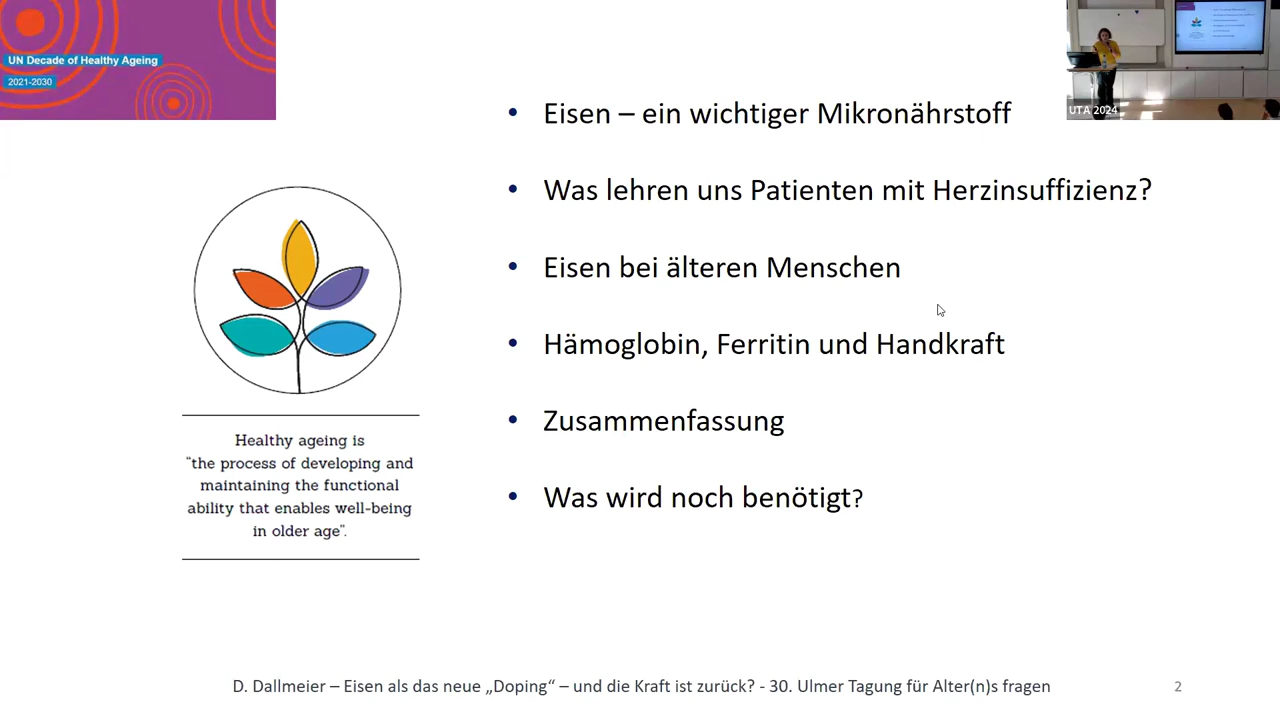 UN Decade of Healthy Ageing
2021-2030
UTA 2024
• Eisen – ein wichtiger Mikronährstoff
• Was lehren uns Patienten mit Herzinsuffizienz?
• Eisen bei älteren Menschen
• Hämoglobin, Ferritin und Handkraft
• Zusammenfassung
• Was wird noch benötigt?
Healthy ageing is
"the process of developing and
maintaining the functional
ability that enables well-being
in older age".
D. Dallmeier – Eisen als das neue „Doping“ – und die Kraft ist zurück? - 30. Ulmer Tagung für Alter(n)s fragen
2